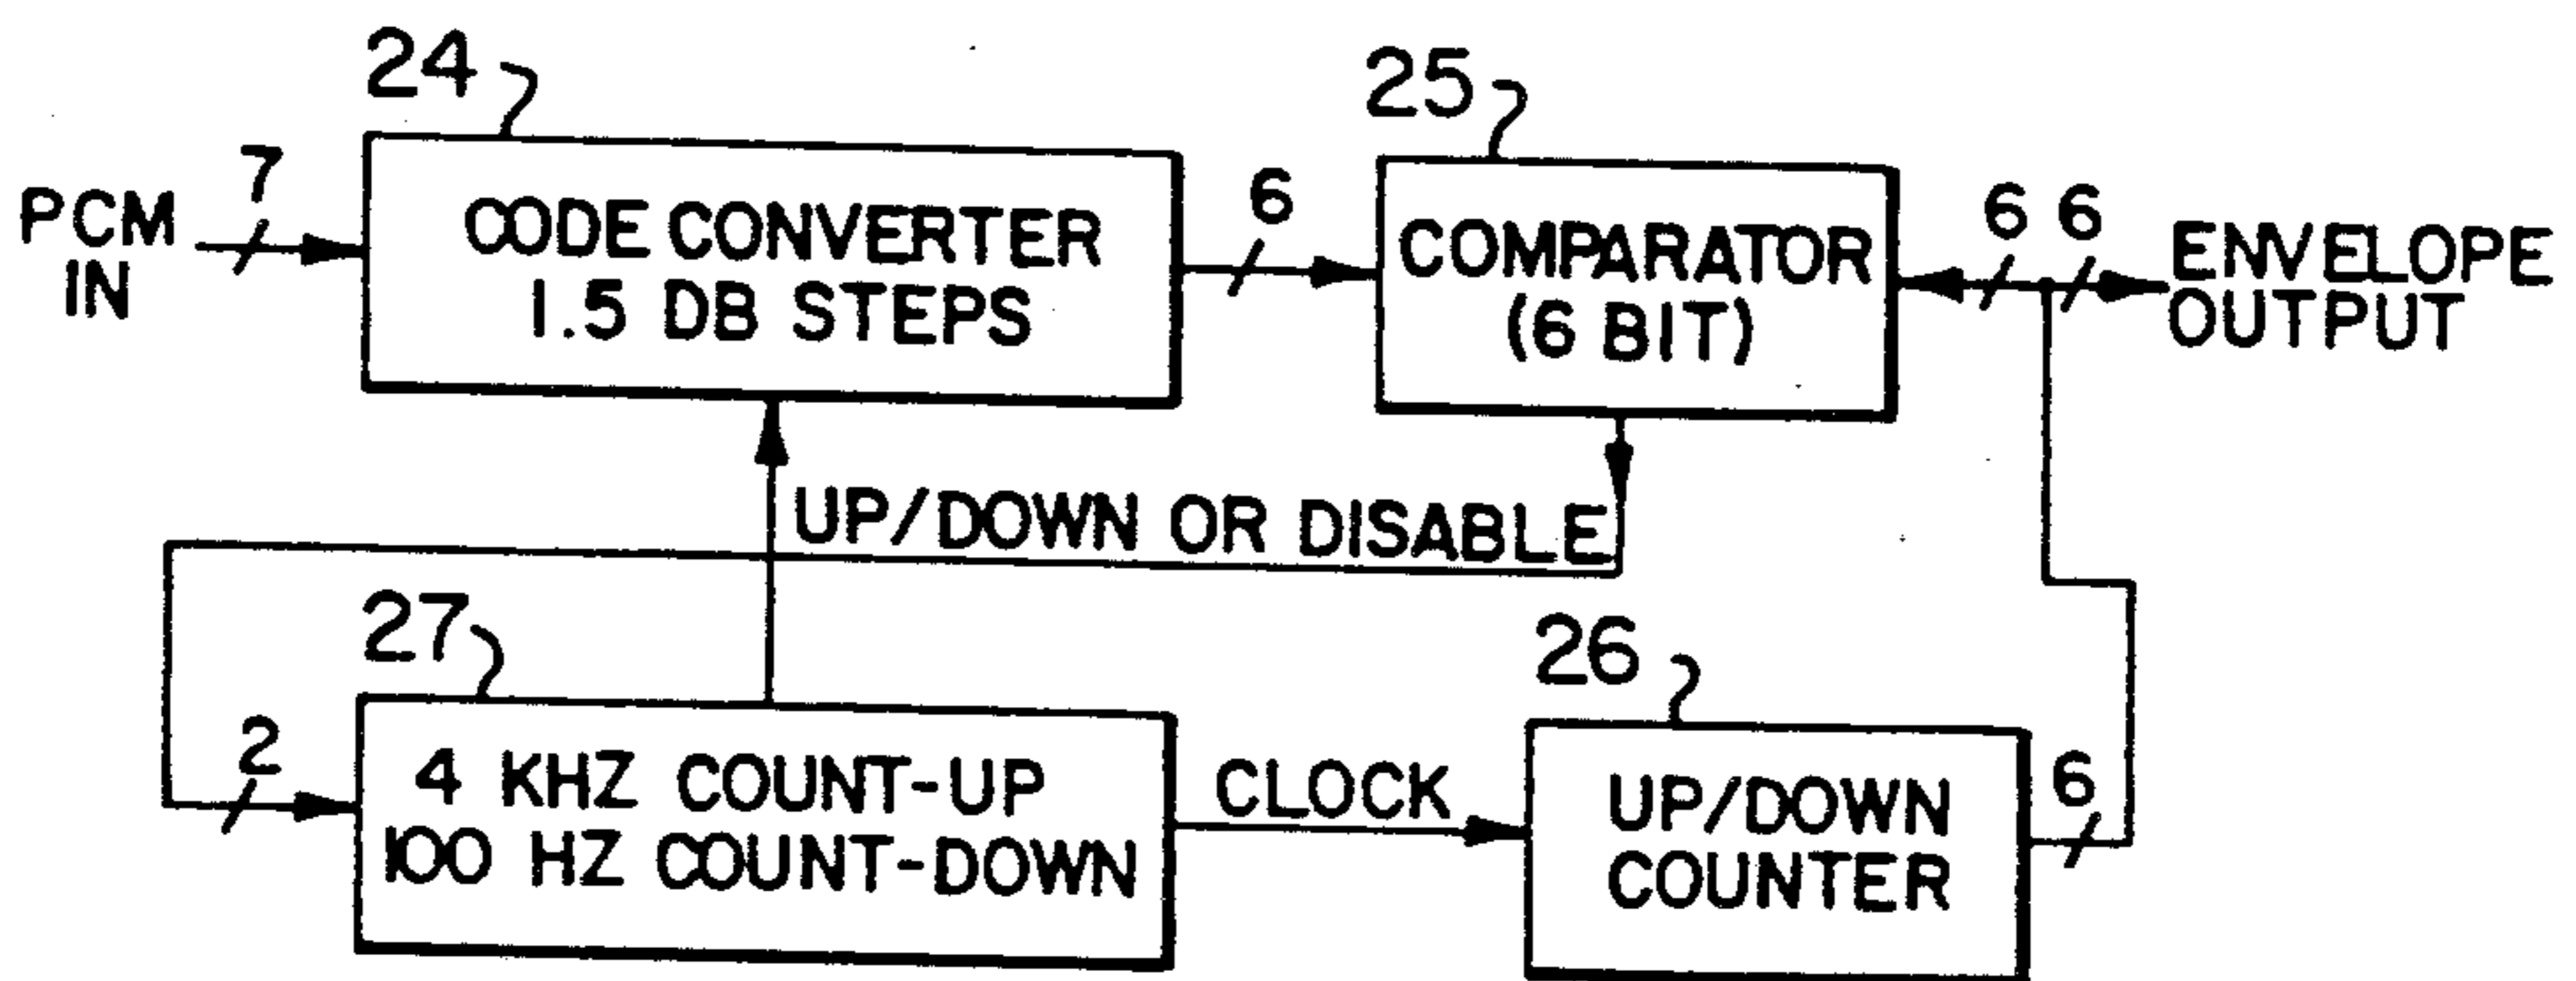 24
25
7
PCM
IN
CODE CONVERTER
1.5 DB STEPS
6
COMPARATOR
(6 BIT)
6 6
ENVELOPE
OUTPUT
UP/DOWN OR DISABLE
27
26
2
4 KHZ COUNT-UP
100 HZ COUNT-DOWN
CLOCK
UP/DOWN
COUNTER
6